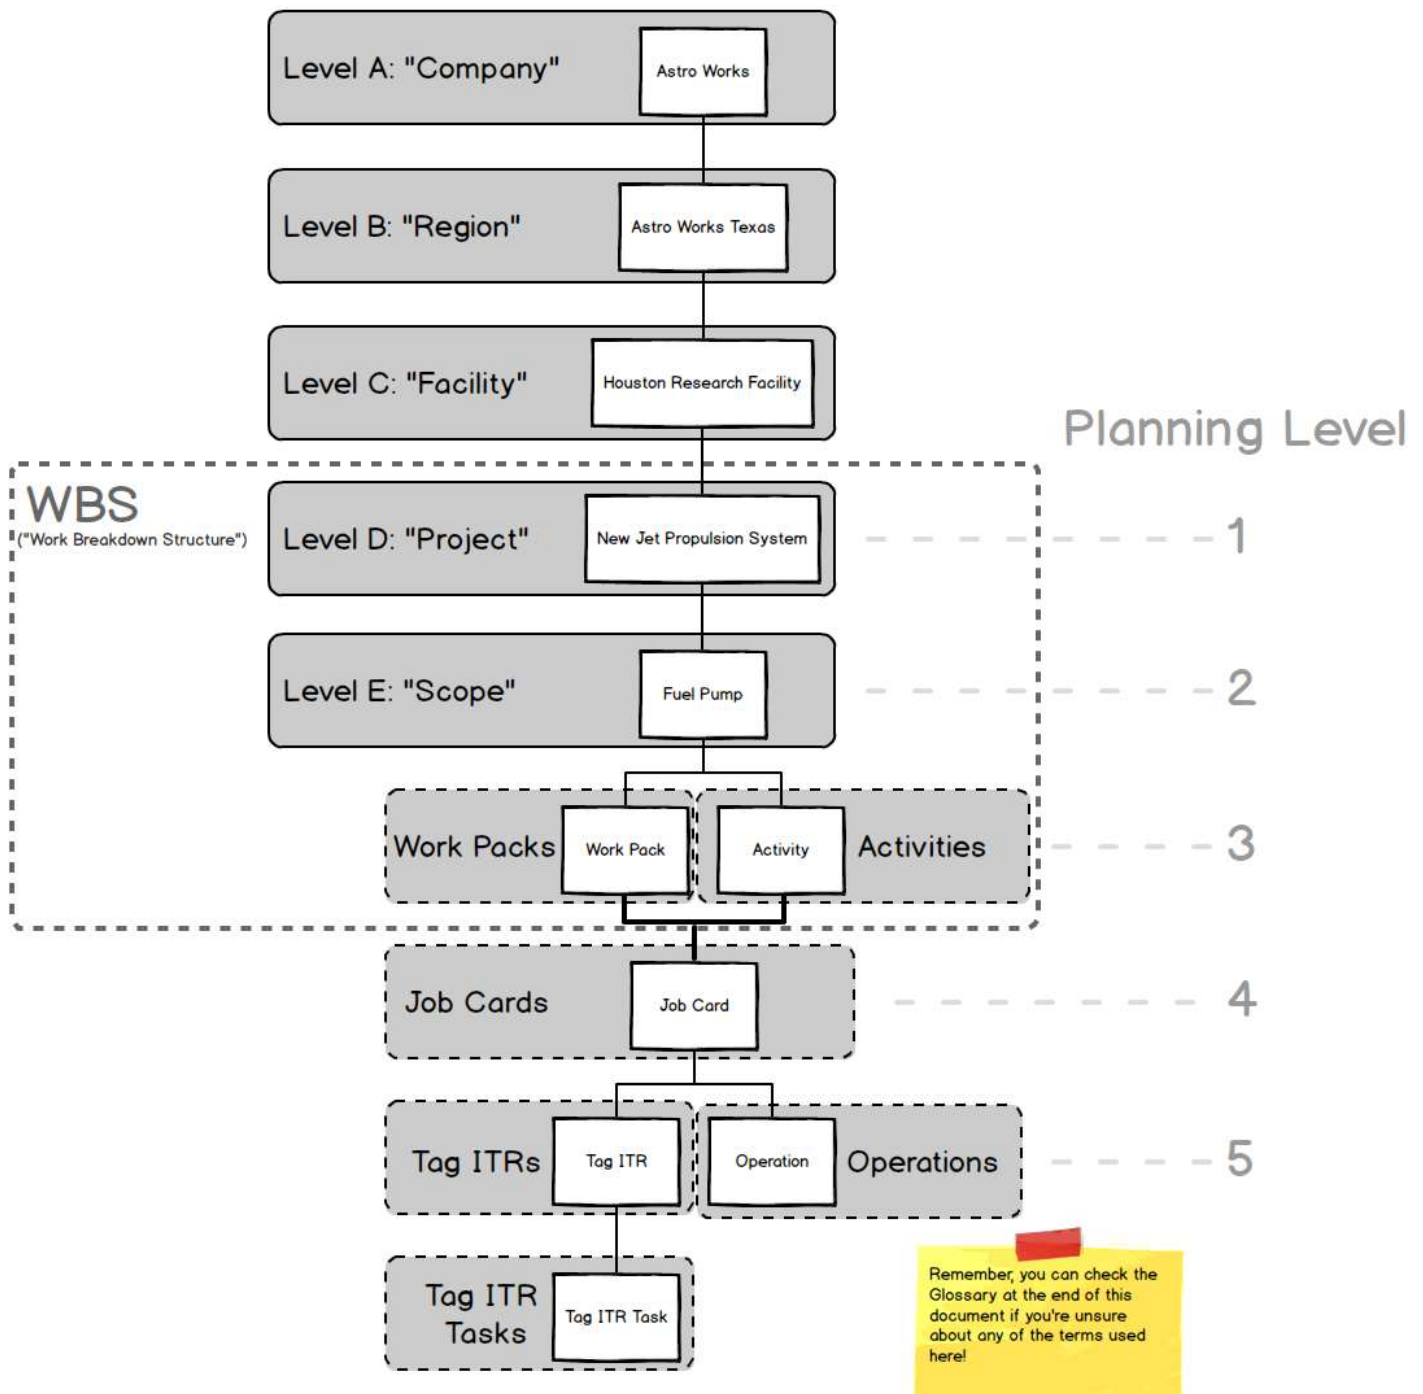 Level A: "Company"
Astro Works
Level B: "Region"
Astro Works Texas
Level C: "Facility"
Houston Research Facility
Planning Level
WBS
("Work Breakdown Structure")
Level D: "Project"
New Jet Propulsion System
1
Level E: "Scope"
Fuel Pump
2
Work Packs
Work Pack
Activity
Activities
3
Job Cards
Job Card
4
Tag ITRs
Tag ITR
Operation
Operations
5
Tag ITR
Tasks
Tag ITR Task
Remember, you can check the
Glossary at the end of this
document if you're unsure
about any of the terms used
here!